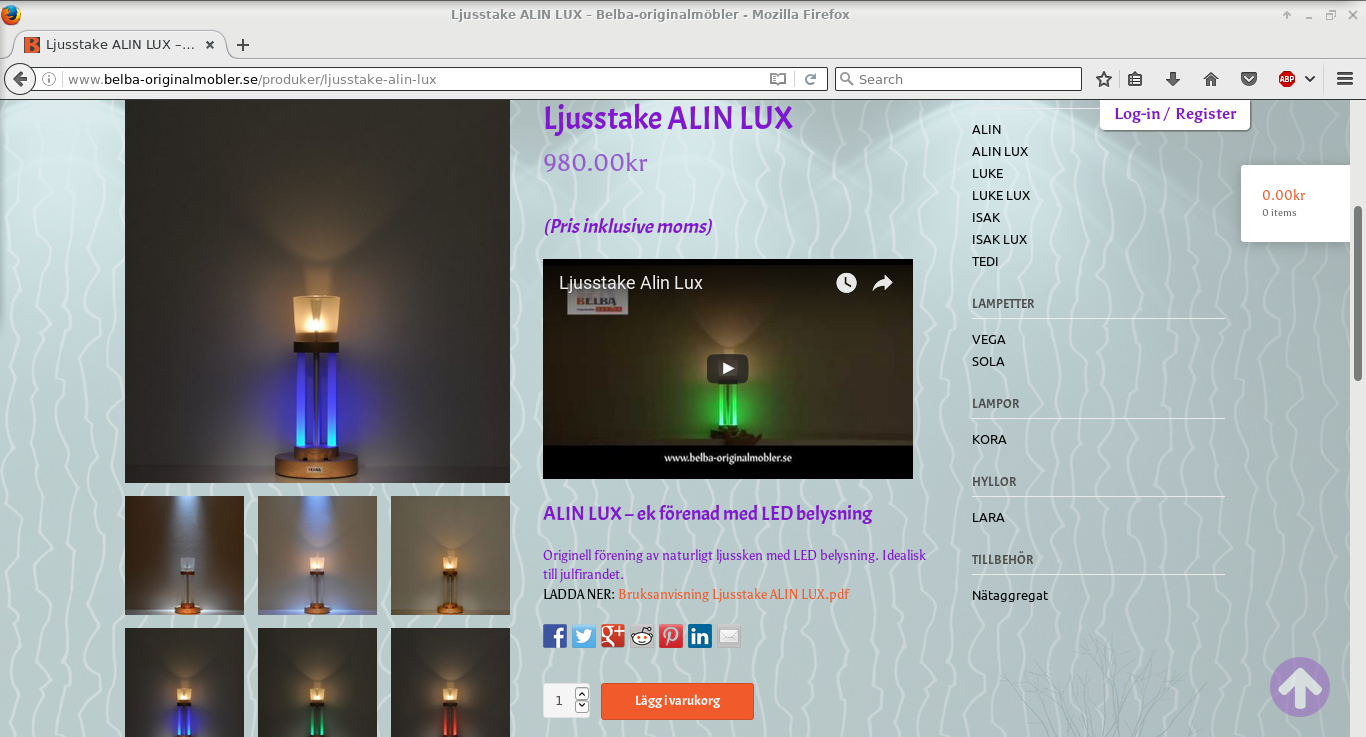 Ljusstake ALIN LUX – Belba-originalmöbler - Mozilla Firefox
Ljusstake ALIN LUX –...
www.belba-originalmobler.se/produker/ljusstake-alin-lux
Search
ABP
Ljusstake ALIN LUX
980.00kr
(Pris inklusive moms)
Ljusstake Alin Lux
BELBA
www.belba-originalmobler.se
ALIN LUX – ek förenad med LED belysning
Originell förening av naturligt ljussken med LED belysning. Idealisk
till julfirandet.
LADDA NER: Bruksanvisning Ljusstake ALIN LUX.pdf
1
Lägg i varukorg
Log-in / Register
ALIN
ALIN LUX
LUKE
LUKE LUX
ISAK
ISAK LUX
TEDI
LAMPETTER
VEGA
SOLA
LAMPOR
KORA
HYLLOR
LARA
TILLBEHÖR
Nätaggregat
0.00kr
0 items